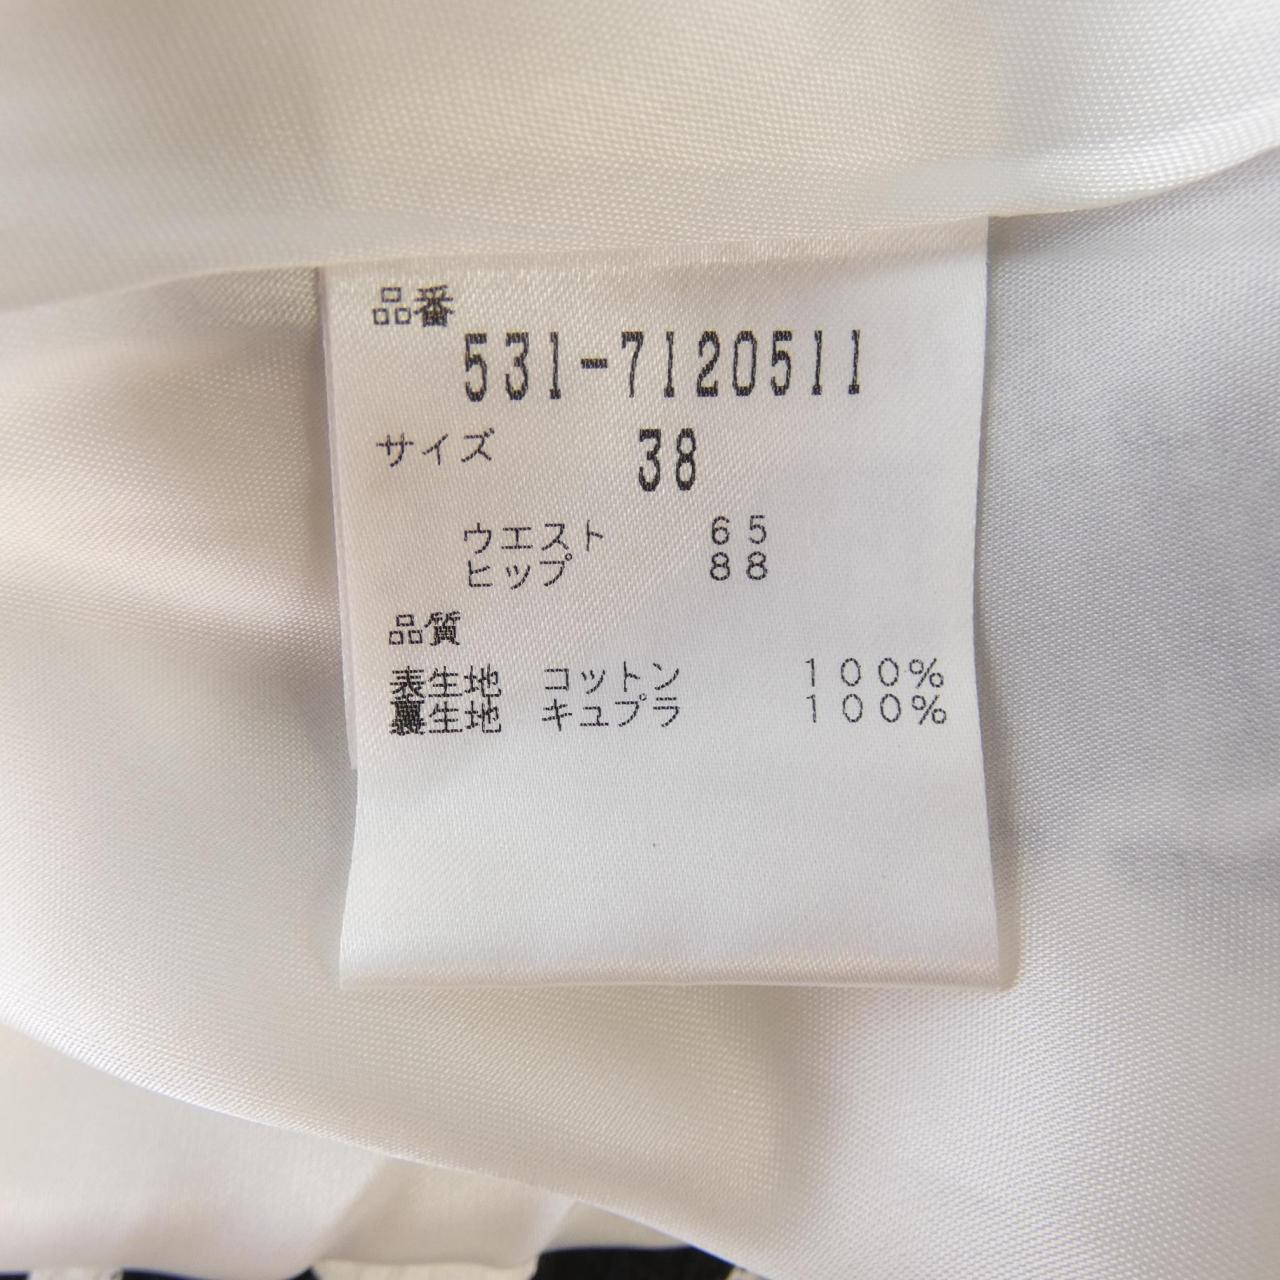 品番
531-7120511
サイズ 38
ウエスト 65
ヒップ 88
品質
表生地 コットン 100%
裏生地 キュプラ 100%